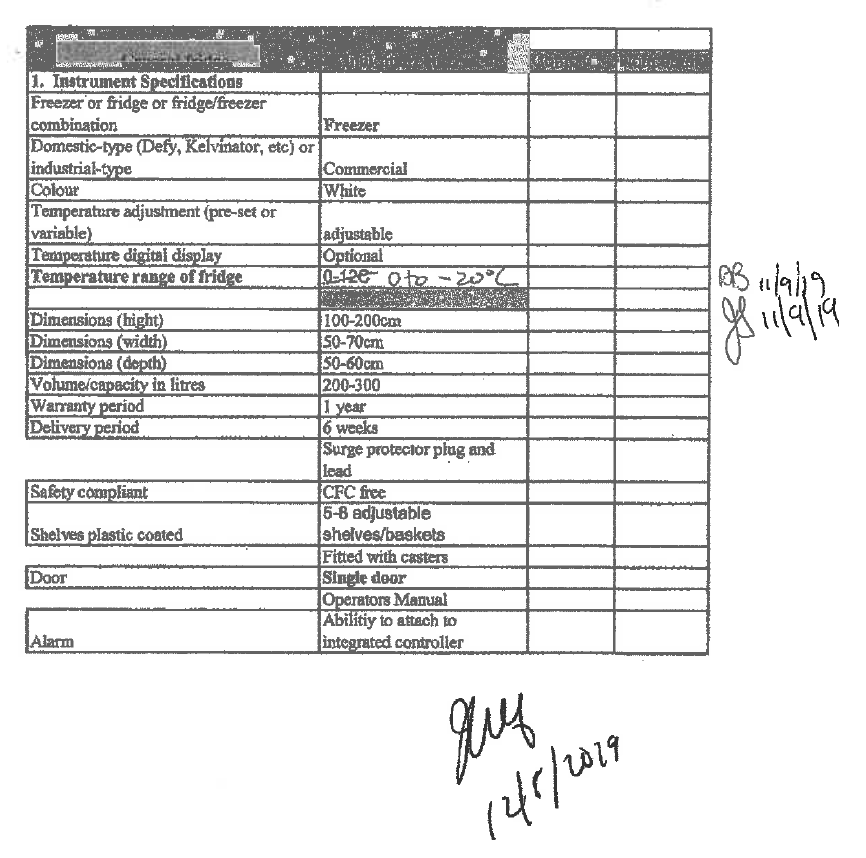 1. Instrument Specifications
Freezer or fridge or fridge/freezer
combination Freezer
Domestic-type (Defy, Kelvinator, etc) or
industrial-type Commercial
Colour White
Temperature adjustment (pre-set or
variable) adjustable
Temperature digital display Optional
Temperature range of fridge 0-12C 0 to -20°C
BB 11/9/19
11/9/19
Dimensions (hight) 100-200cm
Dimensions (width) 50-70cm
Dimensions (depth) 50-60cm
Volume/capacity in litres 200-300
Warranty period 1 year
Delivery period 6 weeks
Surge protector plug and
lead
Safety compliant CFC free
5-8 adjustable
Shelves plastic coated shelves/baskets
Fitted with casters
Door Single door
Operators Manual
Abilitiy to attach to
Alarm integrated controller
12/8/2019